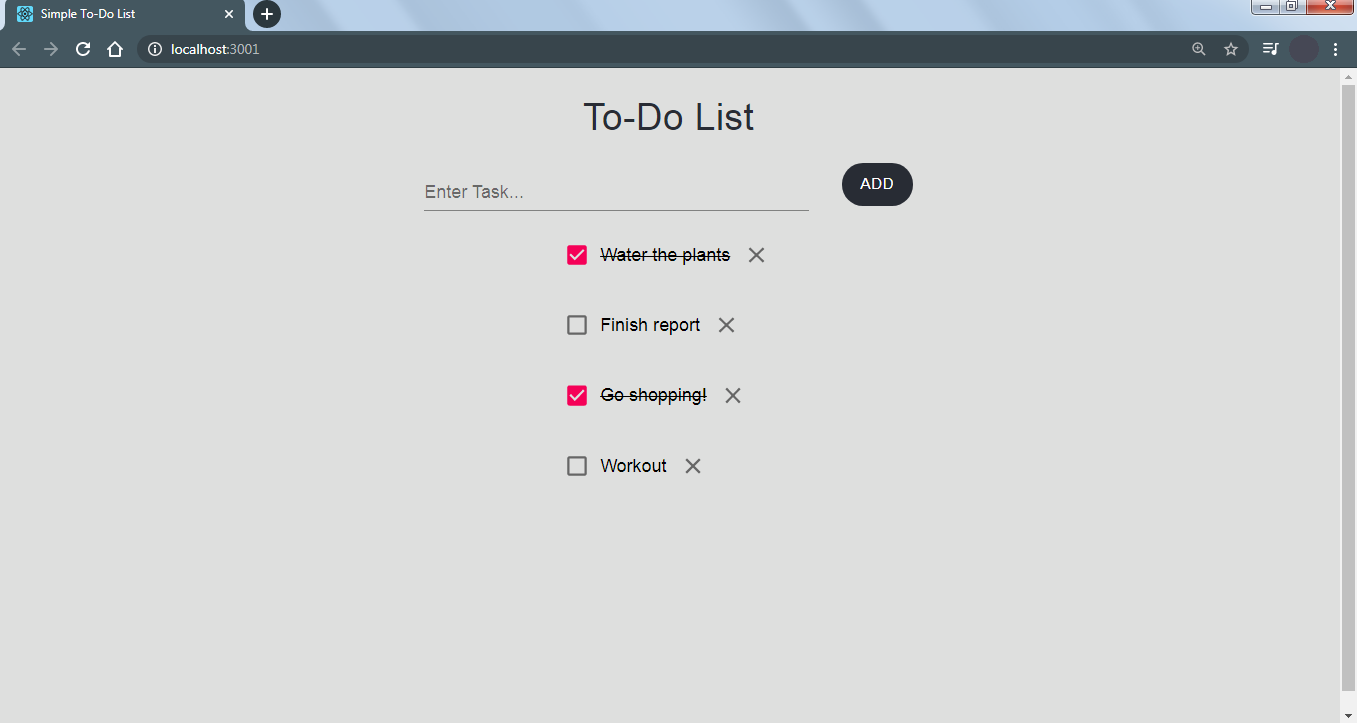 Simple To-Do List
localhost:3001
To-Do List
Enter Task...
ADD
Water the plants
Finish report
Go shopping!
Workout